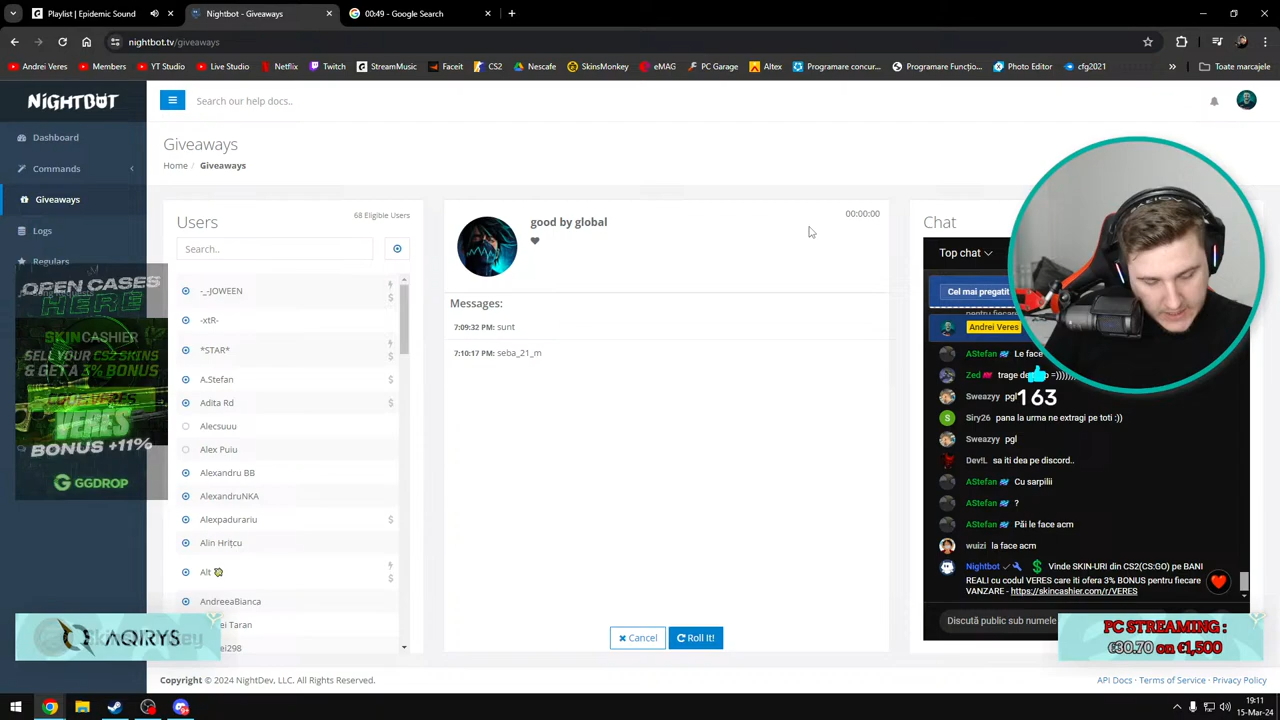 Playlist | Epidemic Sound
Nightbot - Giveaways
00:49 - Google Search
nightbot.tv/giveaways
Andrei Veres
Members
YT Studio
Live Studio
Netflix
Twitch
StreamMusic
Faceit
CS2
Nescafe
SkinsMonkey
eMAG
PC Garage
Altex
Programare concur...
Programare Funcțio...
Photo Editor
cfg2021
Toate marcajele
NIGHTBOT
Search our help docs..
Dashboard
Commands
Giveaways
Logs
Regulars
Giveaways
Home / Giveaways
Users
68 Eligible Users
Search..
-_-JOWEEN
-xtR-
*STAR*
A.Stefan
Adita Rd
Alecsuuu
Alex Puiu
Alexandru BB
AlexandruNKA
Alexpadurariu
Alin Hrițcu
Alt
AndreeaBianca
ei Taran
ei298
good by global
00:00:00
Messages:
7:09:32 PM: sunt
7:10:17 PM: seba_21_m
Cancel
Roll It!
Chat
Top chat
Cel mai pregatit
Andrei Veres
AStefan Le face
Zed trage de
Sweazyy pgl
163
Siry26 pana la urma ne extragi pe toti :))
Sweazyy pgl
Dev!L sa iti dea pe discord..
AStefan Cu sarpilii
AStefan ?
AStefan Păi le face acm
wuizi la face acm
Nightbot Vinde SKIN-URI din CS2(CS:GO) pe BANI
REALI cu codul VERES care iti ofera 3% BONUS pentru fiecare
VANZARE - https://skincashier.com/r/VERES
Discută public sub numele
OPEN CASES
HERE
SKINCASHIER
SELL YOUR CS2 SKINS
& GET A 3% BONUS
CODE VERES
VERES
BONUS +11%
GGDROP
AQIRYS
PC STREAMING :
€30.70 on €1,500
Copyright © 2024 NightDev, LLC. All Rights Reserved.
API Docs - Terms of Service - Privacy Policy
19:11
15-Mar-24